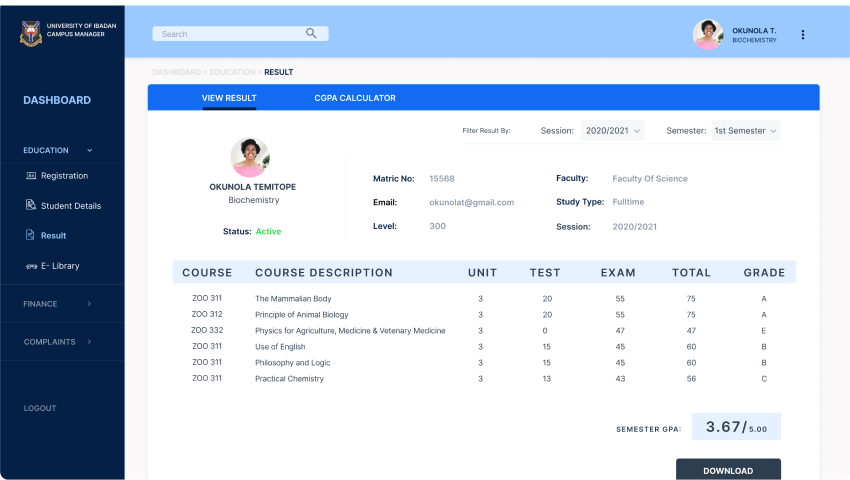 UNIVERSITY OF IBADAN
CAMPUS MANAGER
Search
OKUNOLA T.
BIOCHEMISTRY
DASHBOARD > EDUCATION > RESULT
DASHBOARD
VIEW RESULT CGPA CALCULATOR
Filter Result By: Session: 2020/2021 Semester: 1st Semester
EDUCATION
Registration
Student Details
Result
E- Library
FINANCE
COMPLAINTS
LOGOUT
OKUNOLA TEMITOPE
Biochemistry
Status: Active
Matric No: 15568 Faculty: Faculty Of Science
Email: okunolat@gmail.com Study Type: Fulltime
Level: 300 Session: 2020/2021
COURSE COURSE DESCRIPTION UNIT TEST EXAM TOTAL GRADE
ZOO 311 The Mammalian Body 3 20 55 75 A
ZOO 312 Principle of Animal Biology 3 20 55 75 A
ZOO 332 Physics for Agriculture, Medicine & Vetenary Medicine 3 0 47 47 E
ZOO 311 Use of English 3 15 45 60 B
ZOO 311 Philosophy and Logic 3 15 45 60 B
ZOO 311 Practical Chemistry 3 13 43 56 C
SEMESTER GPA: 3.67/5.00
DOWNLOAD